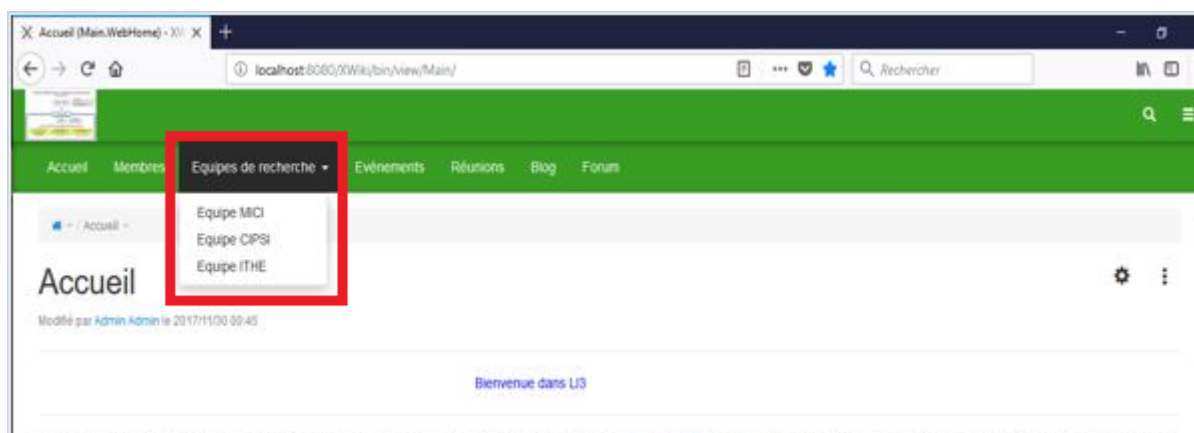 Accueil (Main.WebHome) - XW
localhost:8080/XWiki/bin/view/Main/
Rechercher
Accueil Membres Equipes de recherche Evènements Réunions Blog Forum
Equipe MICI
Equipe CIPSI
Equipe ITHE
/ Accueil
Accueil
Modifié par Admin Admin le 2017/11/30 00:45
Bienvenue dans LI3